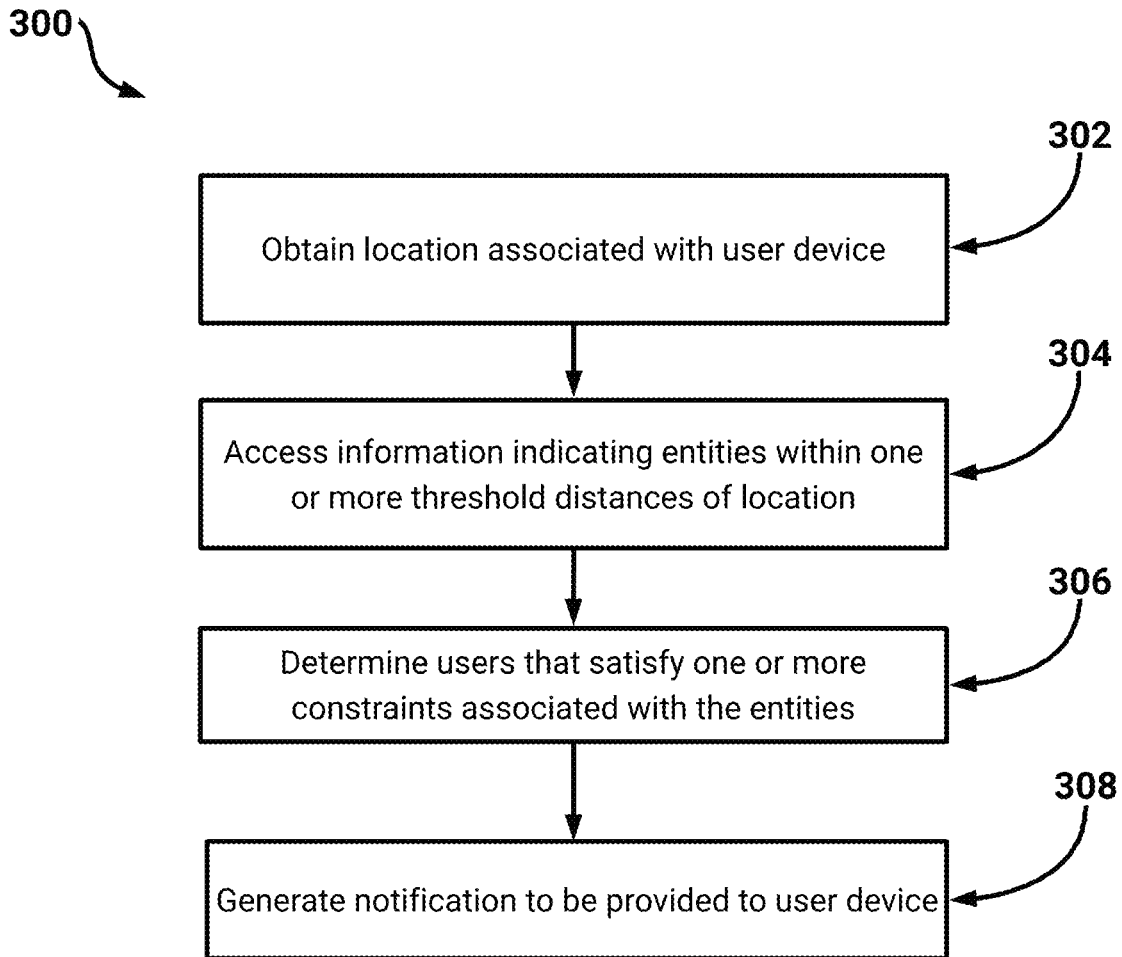 300
302
Obtain location associated with user device
304
Access information indicating entities within one
or more threshold distances of location
306
Determine users that satisfy one or more
constraints associated with the entities
308
Generate notification to be provided to user device